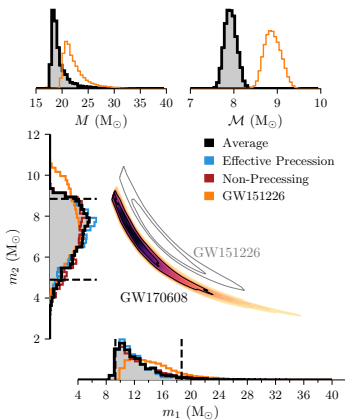 15 20 25 30 35 40
M (M⊙)
7 8 9 10
ℳ (M⊙)
12
10
8
6
4
2
m₂ (M⊙)
Average
Effective Precession
Non-Precessing
GW151226
GW151226
GW170608
4 8 12 16 20 24 28 32 36 40
m₁ (M⊙)